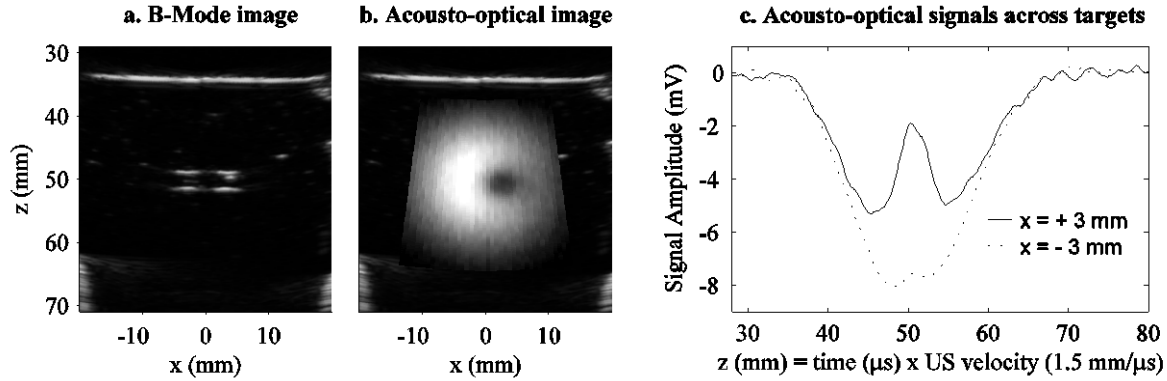 a. B-Mode image
b. Acousto-optical image
c. Acousto-optical signals across targets
30
40
50
60
70
z (mm)
-10
0
10
x (mm)
-10
0
10
x (mm)
0
-2
-4
-6
-8
Signal Amplitude (mV)
x = + 3 mm
x = - 3 mm
30
40
50
60
70
80
z (mm) = time (μs) x US velocity (1.5 mm/μs)